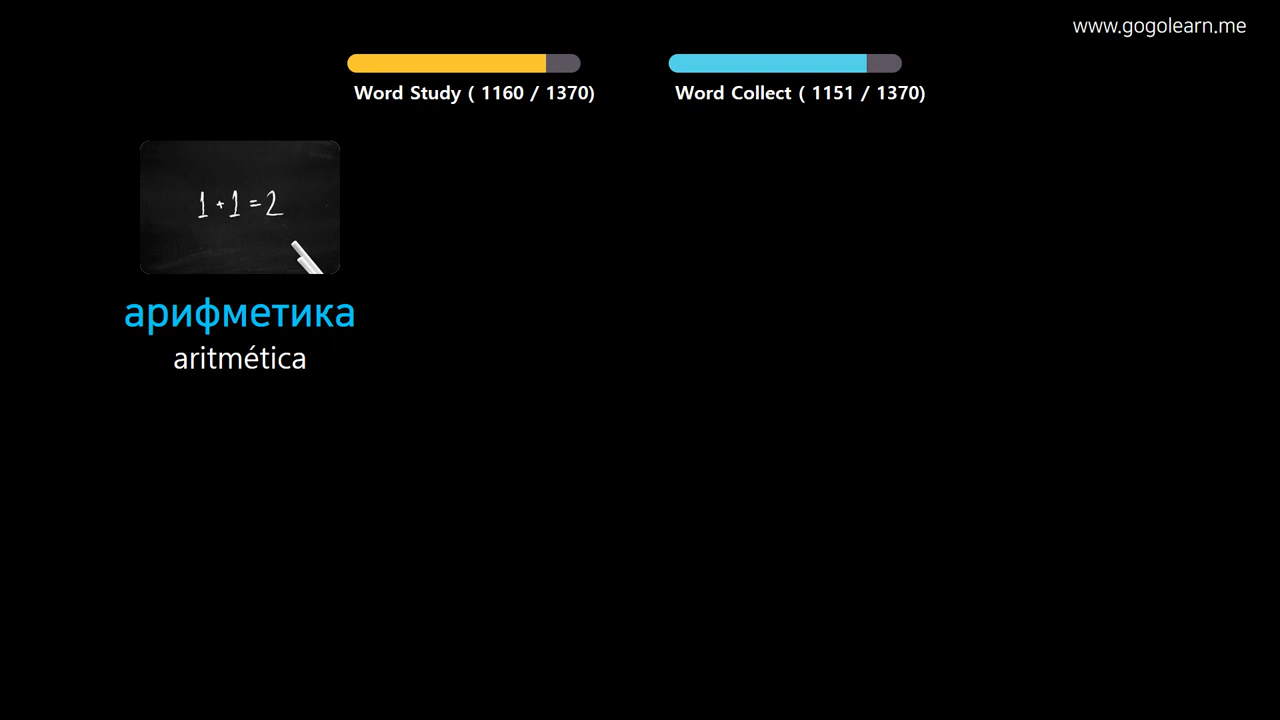 www.gogolearn.me
Word Study ( 1160 / 1370)
Word Collect ( 1151 / 1370)
1+1=2
арифметика
aritmética